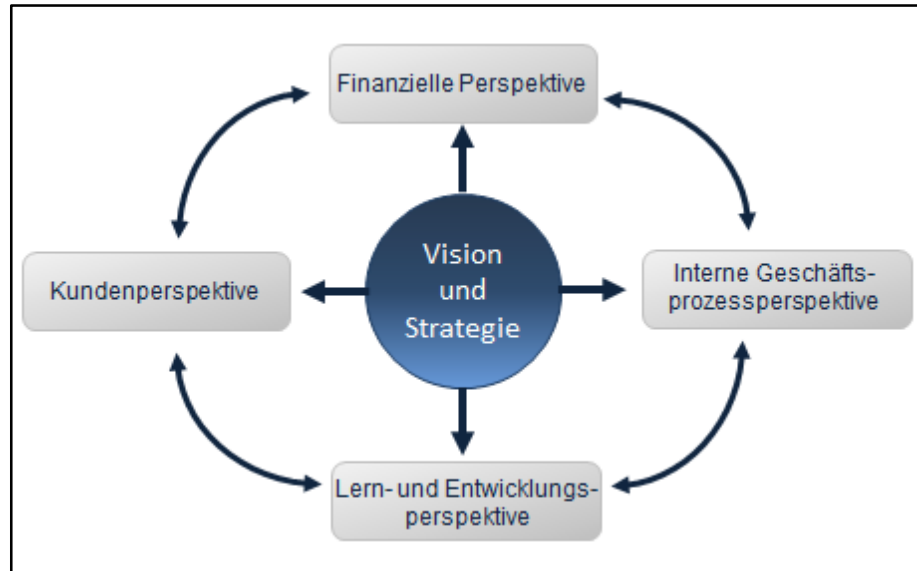 Finanzielle Perspektive
Kundenperspektive
Vision
und
Strategie
Interne Geschäfts-
prozessperspektive
Lern- und Entwicklungs-
perspektive